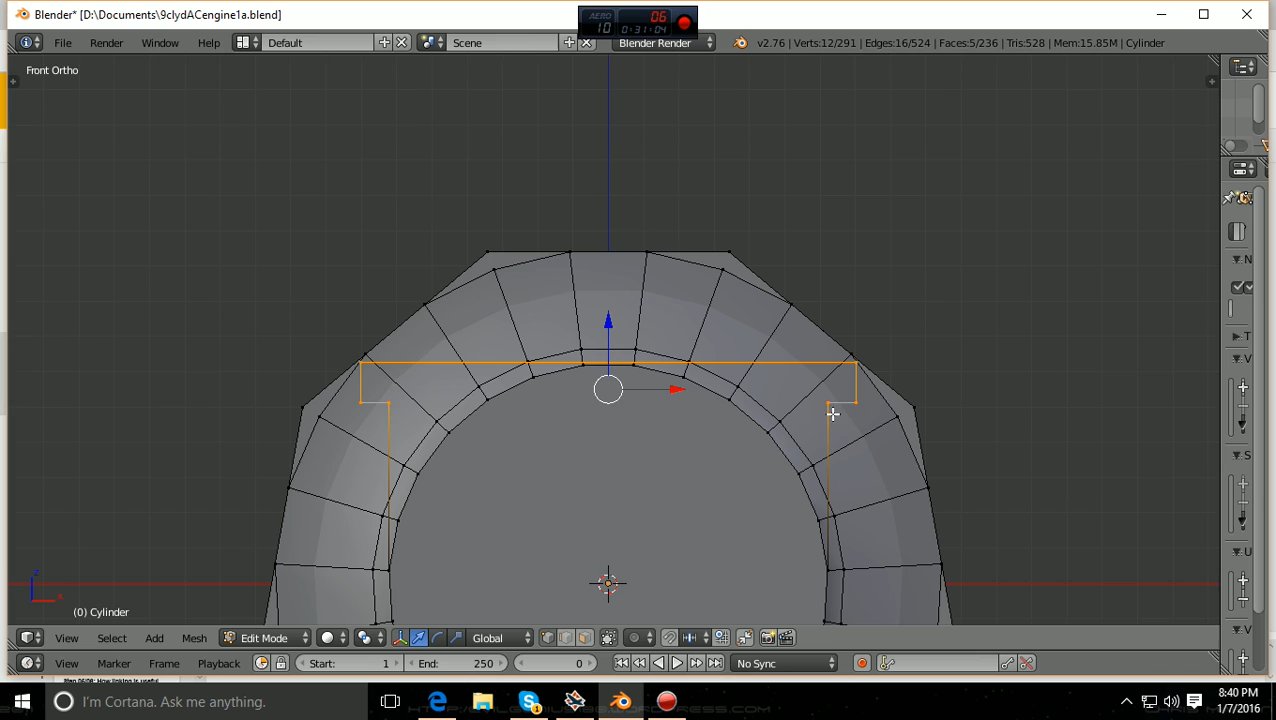 Blender* [D:\Documents\9clydACengine1a.blend]
AERO 06
10 0:31:04
File Render Window Help Default Scene Blender Render v2.76 | Verts:12/291 | Edges:16/524 | Faces:5/236 | Tris:528 | Mem:15.85M | Cylinder
Front Ortho
N
T
V
S
U
V
z
x
(0) Cylinder
View Select Add Mesh Edit Mode Global
View Marker Frame Playback Start: 1 End: 250 0 No Sync
I'm Cortana. Ask me anything.
8:40 PM
1/7/2016